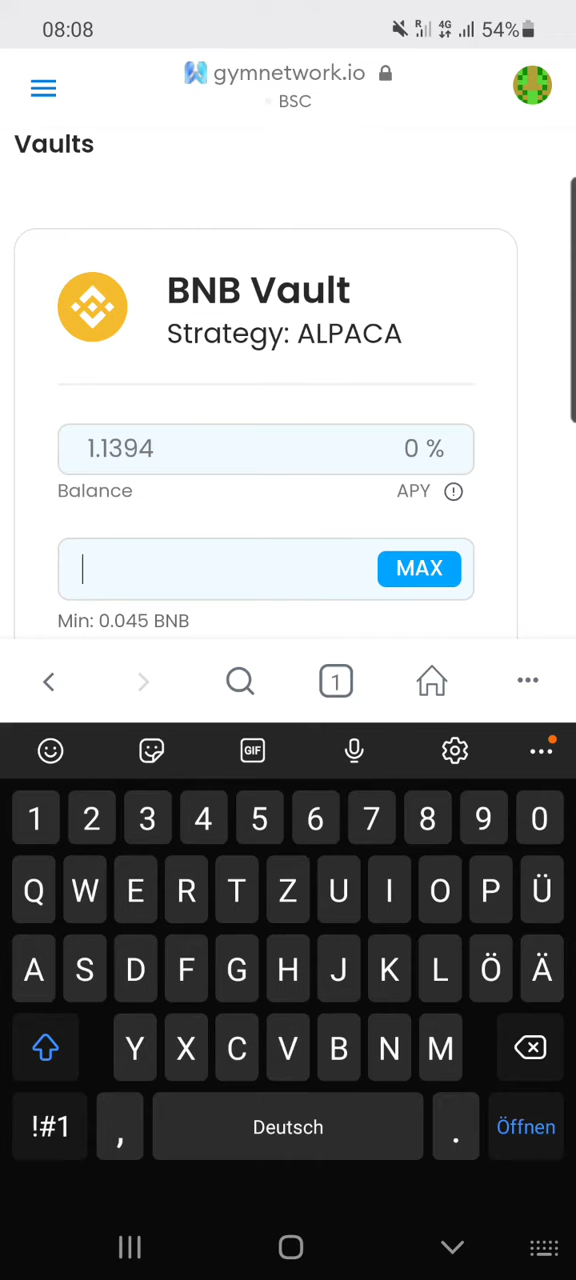 08:08 R 4G 54%
gymnetwork.io
BSC
Vaults
BNB Vault
Strategy: ALPACA
1.1394 0 %
Balance APY
MAX
Min: 0.045 BNB
1
GIF
1 2 3 4 5 6 7 8 9 0
Q W E R T Z U I O P Ü
A S D F G H J K L Ö Ä
Y X C V B N M
!#1 , Deutsch . Öffnen